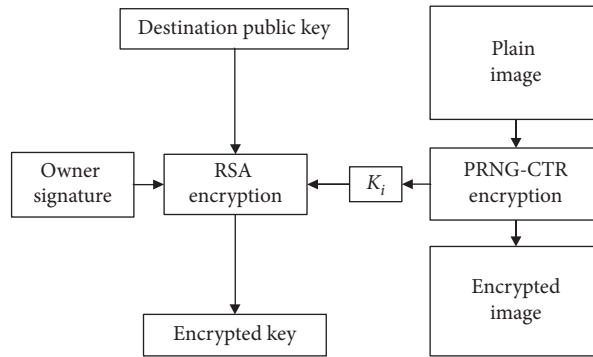 Destination public key
Plain
image
Owner
signature
RSA
encryption
K_i
PRNG-CTR
encryption
Encrypted key
Encrypted
image